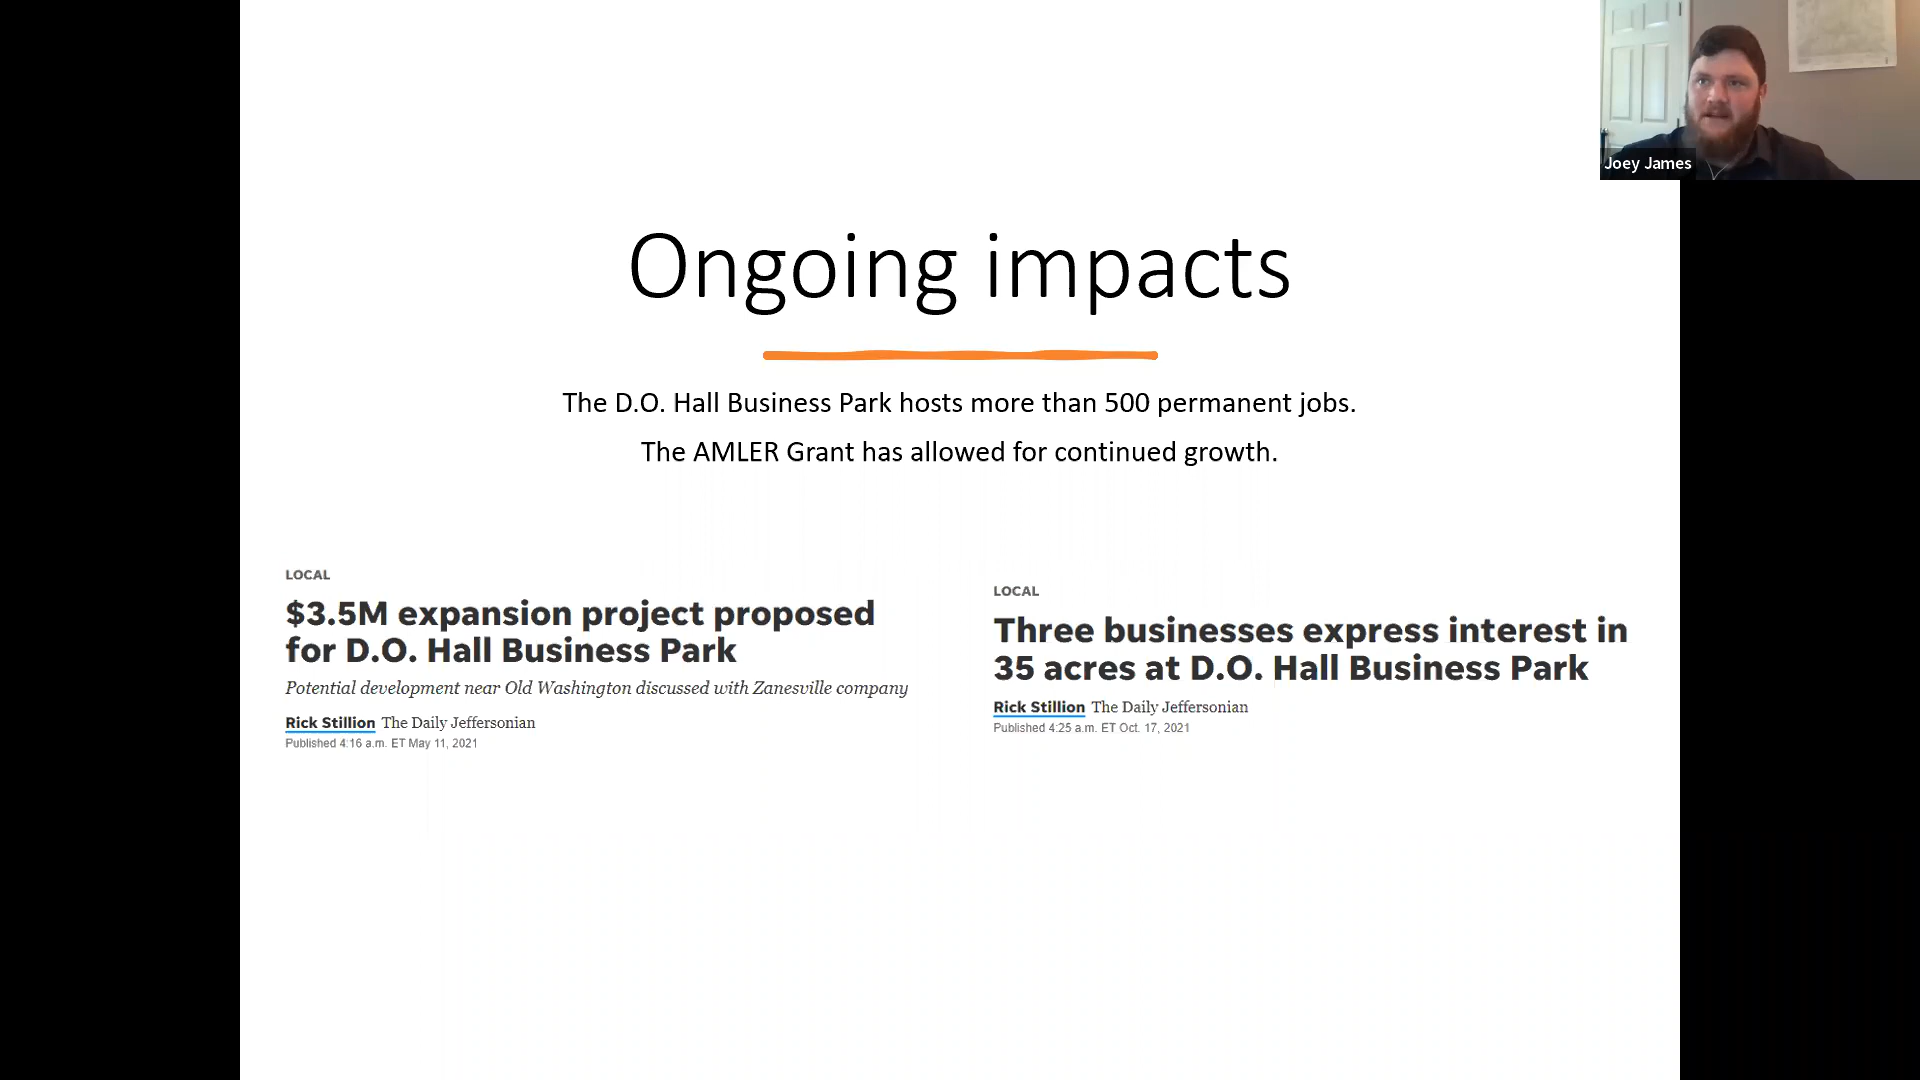 Joey James
Ongoing impacts
The D.O. Hall Business Park hosts more than 500 permanent jobs.
The AMLER Grant has allowed for continued growth.
LOCAL
$3.5M expansion project proposed
for D.O. Hall Business Park
Potential development near Old Washington discussed with Zanesville company
Rick Stillion The Daily Jeffersonian
Published 4:16 a.m. ET May 11, 2021
LOCAL
Three businesses express interest in
35 acres at D.O. Hall Business Park
Rick Stillion The Daily Jeffersonian
Published 4:25 a.m. ET Oct. 17, 2021